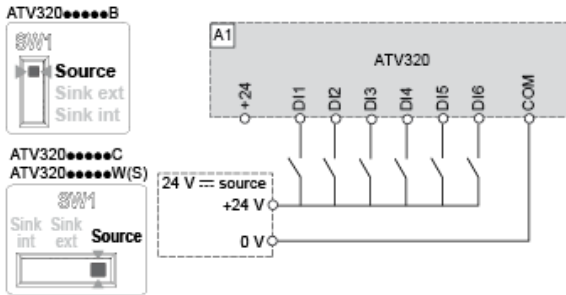 ATV320●●●●●B
SW1
Source
Sink ext
Sink int
ATV320●●●●●C
ATV320●●●●●W(S)
SW1
Sink int
Sink ext
Source
A1
ATV320
+24
DI1
DI2
DI3
DI4
DI5
DI6
COM
24 V ⎓ source
+24 V
0 V